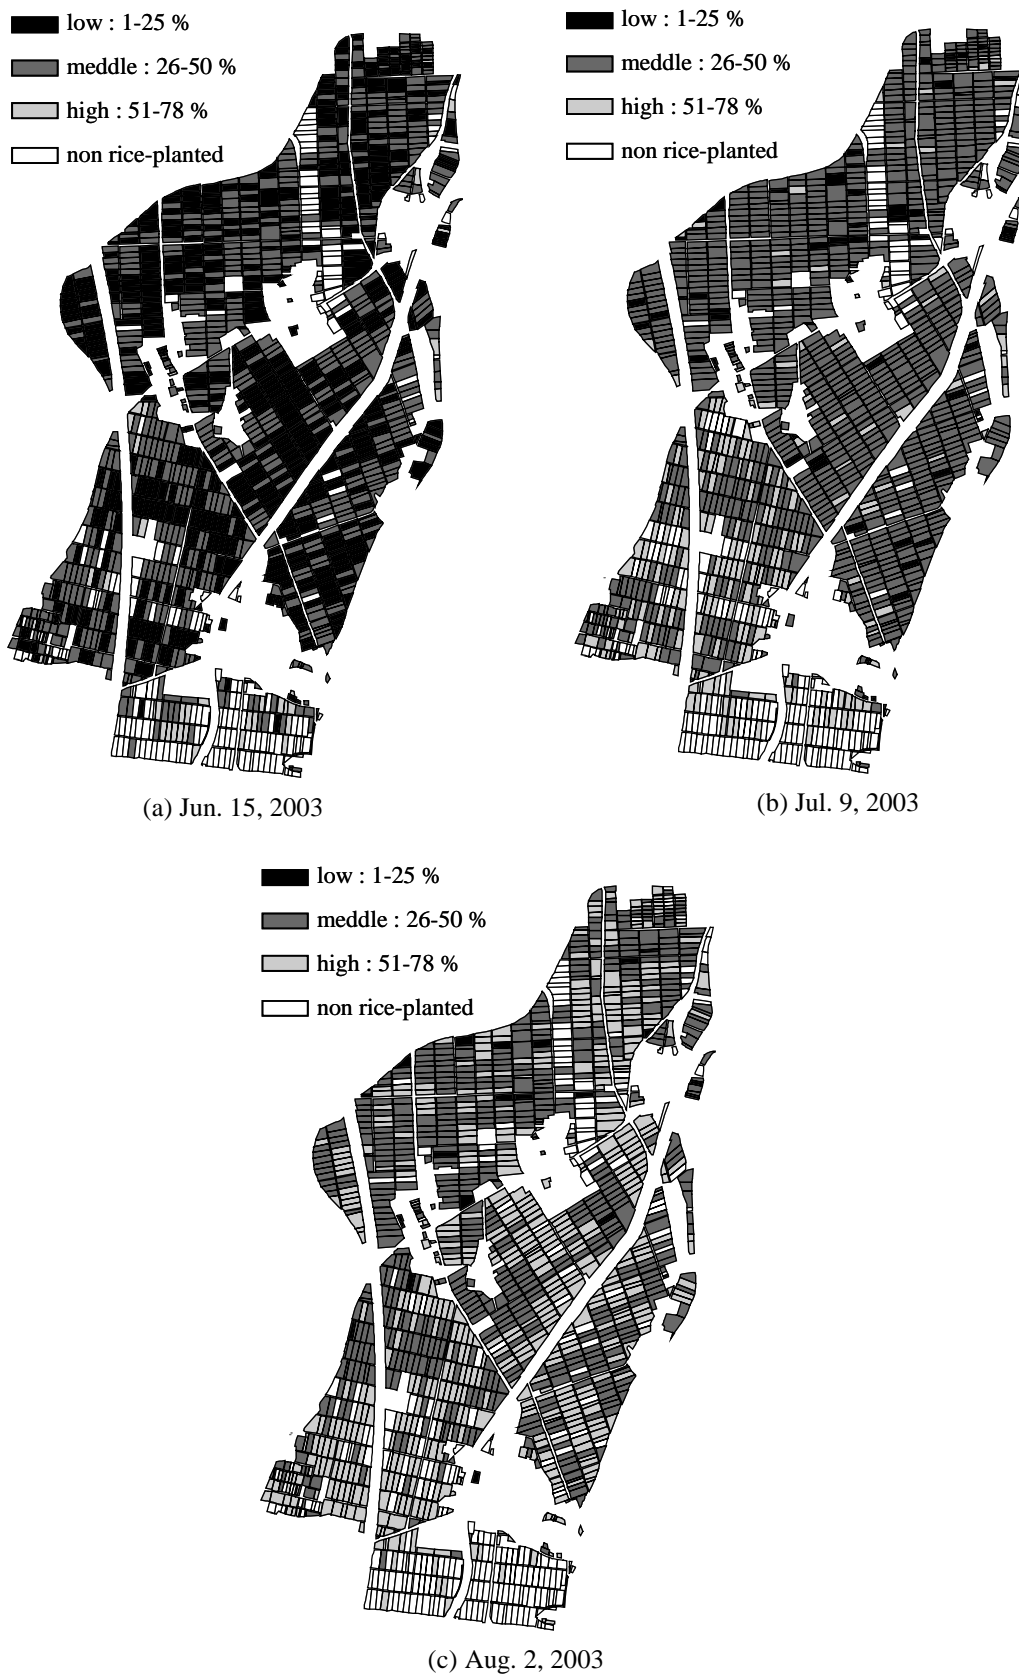 low : 1-25 %
meddle : 26-50 %
high : 51-78 %
non rice-planted
(a) Jun. 15, 2003
low : 1-25 %
meddle : 26-50 %
high : 51-78 %
non rice-planted
(b) Jul. 9, 2003
low : 1-25 %
meddle : 26-50 %
high : 51-78 %
non rice-planted
(c) Aug. 2, 2003